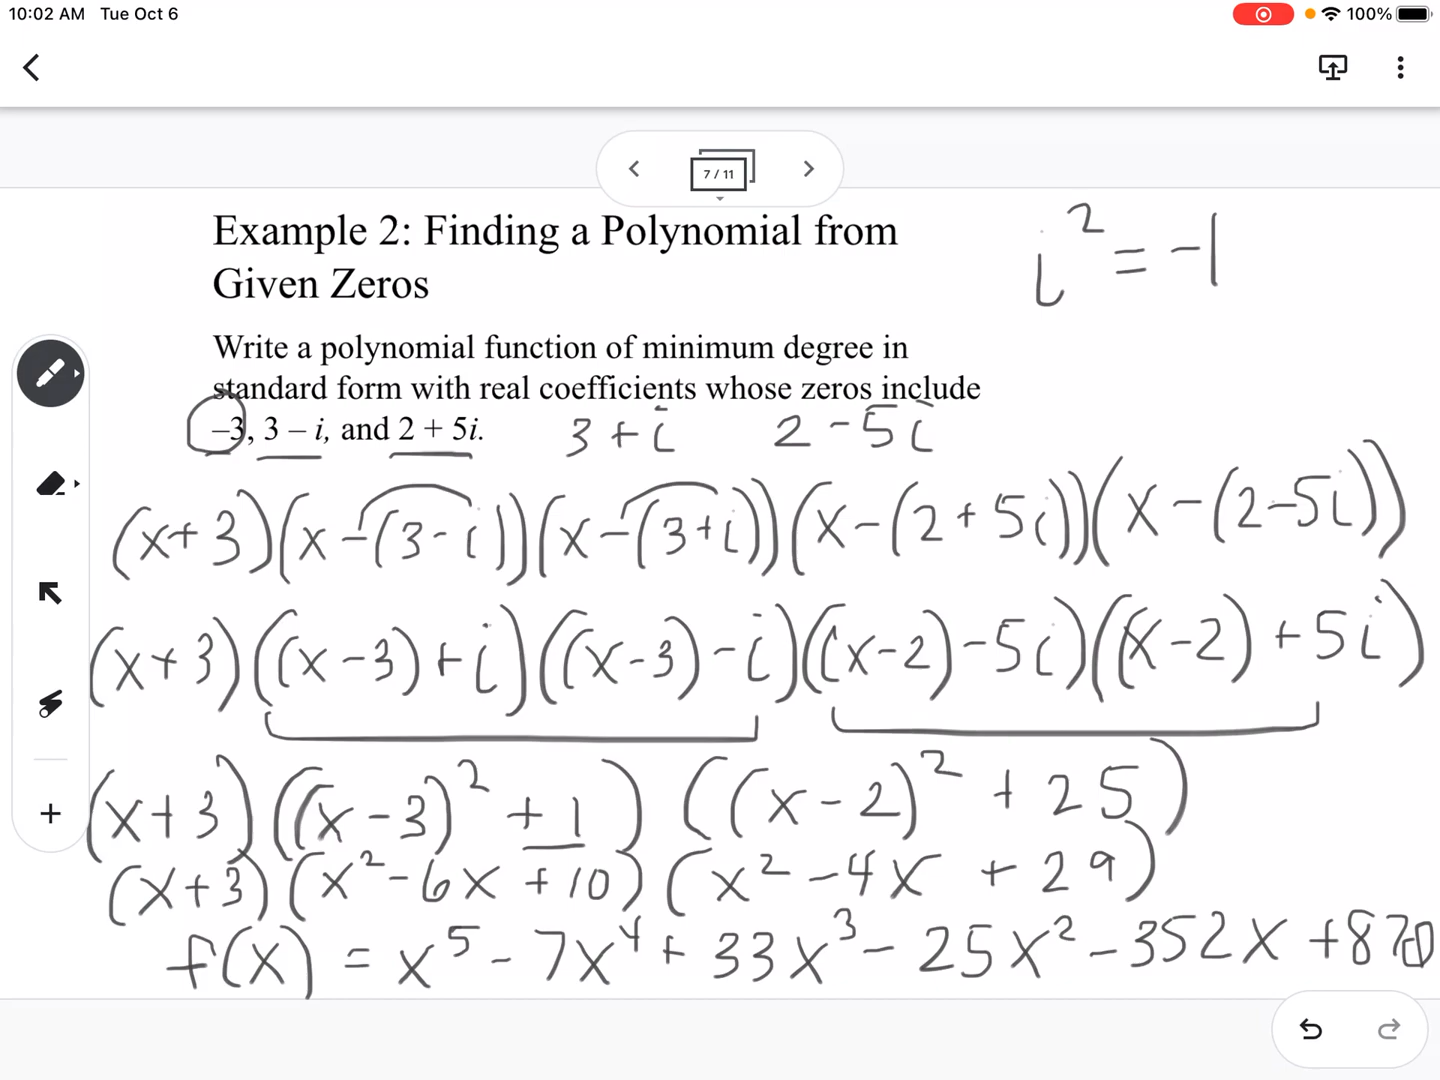 10:02 AM Tue Oct 6 100%
7 / 11
Example 2: Finding a Polynomial from
Given Zeros
i² = -1
Write a polynomial function of minimum degree in
standard form with real coefficients whose zeros include
–3, 3 – i, and 2 + 5i. 3 + i 2 - 5i
(x+3)(x-(3-i))(x-(3+i))(x-(2+5i))(x-(2-5i))
(x+3)((x-3)+i)((x-3)-i)((x-2)-5i)((x-2)+5i)
(x+3)((x-3)²+1)((x-2)²+25)
(x+3)(x²-6x+10)(x²-4x+29)
f(x) = x⁵ - 7x⁴ + 33x³ - 25x² - 352x + 870